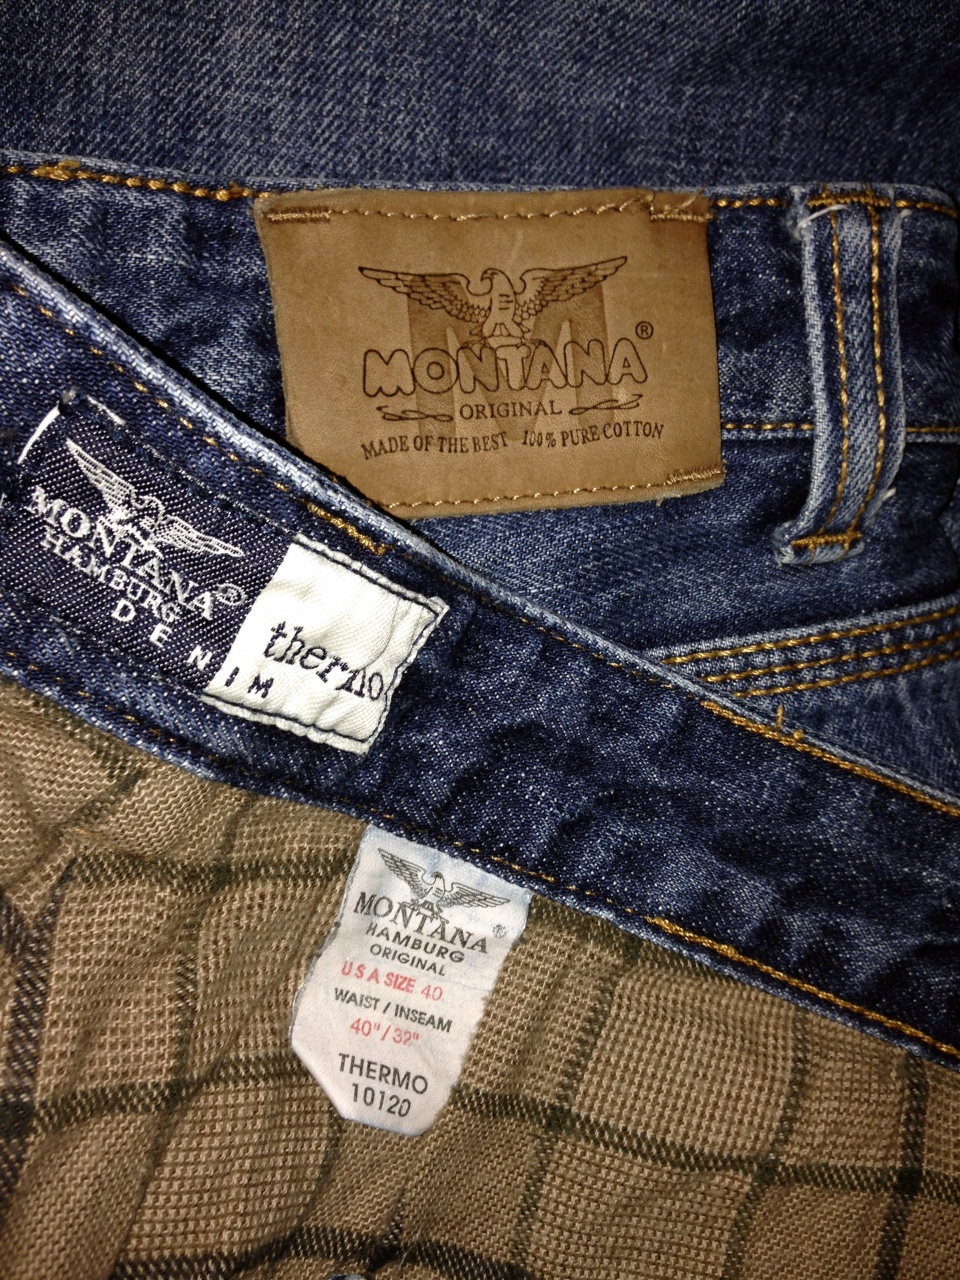 MONTANA®
ORIGINAL
MADE OF THE BEST 100% PURE COTTON
MONTANA®
HAMBURG
DENIM
thermo
MONTANA®
HAMBURG
ORIGINAL
USA SIZE 40
WAIST / INSEAM
40"/32"
THERMO
10120